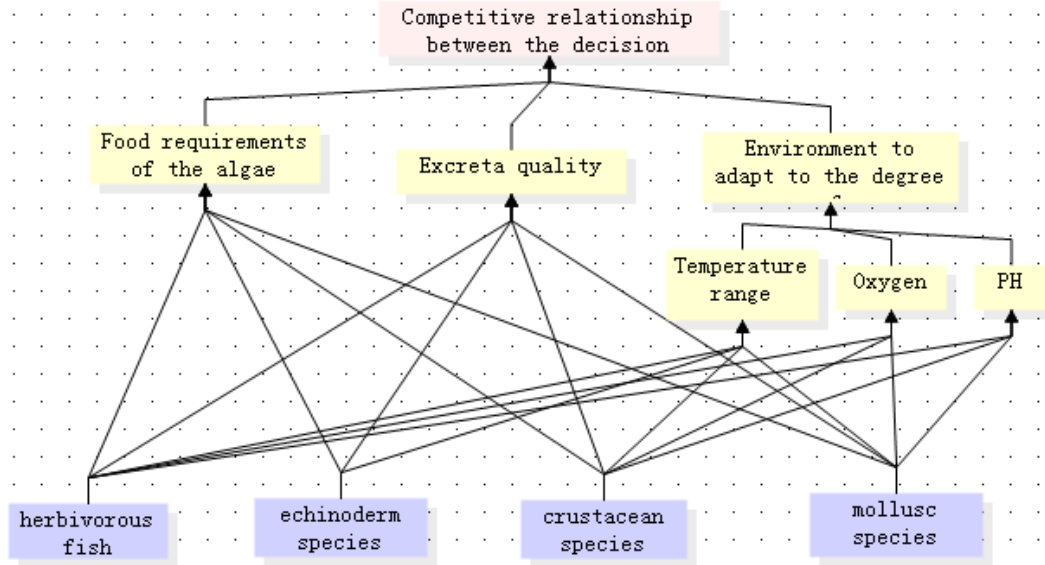 Competitive relationship
between the decision
Food requirements
of the algae
Excreta quality
Environment to
adapt to the degree
Temperature
range
Oxygen
PH
herbivorous
fish
echinoderm
species
crustacean
species
mollusc
species